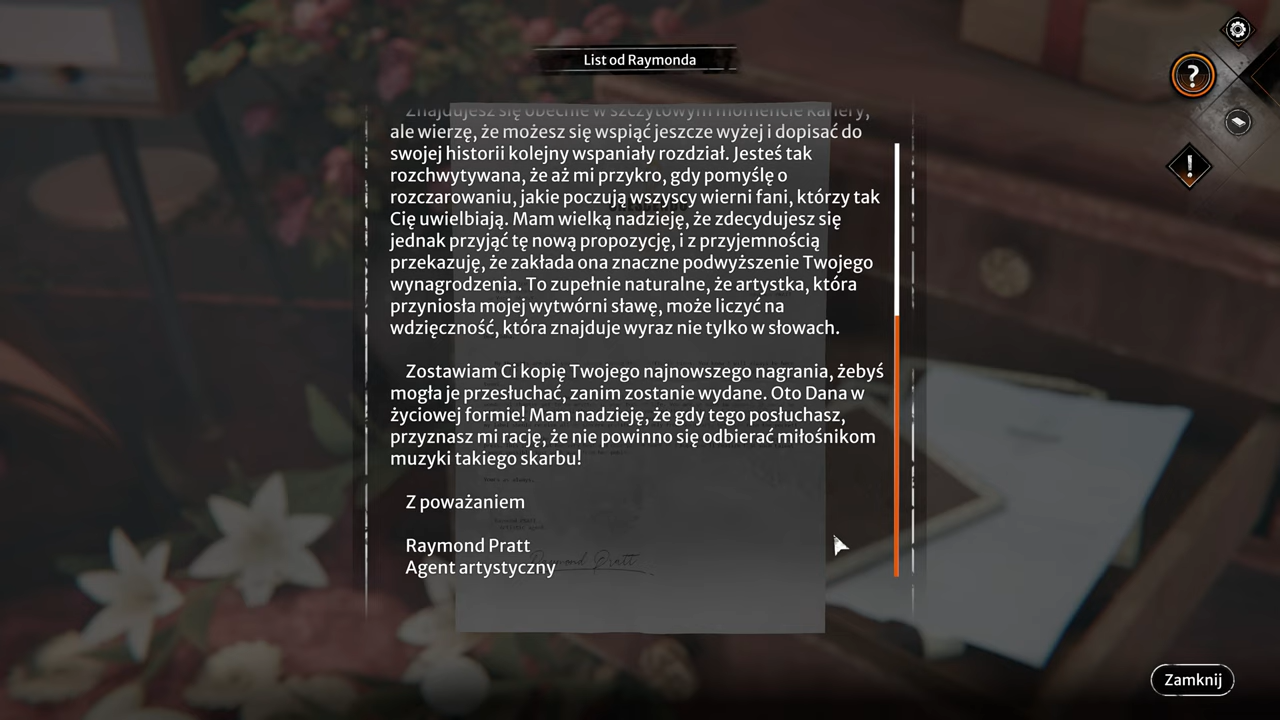 List od Raymonda
Znajdujesz się obecnie w szczytowym momencie kariery,
ale wierzę, że możesz się wspiąć jeszcze wyżej i dopisać do
swojej historii kolejny wspaniały rozdział. Jesteś tak
rozchwytywana, że aż mi przykro, gdy pomyślę o
rozczarowaniu, jakie poczują wszyscy wierni fani, którzy tak
Cię uwielbiają. Mam wielką nadzieję, że zdecydujesz się
jednak przyjąć tę nową propozycję, i z przyjemnością
przekazuję, że zakłada ona znaczne podwyższenie Twojego
wynagrodzenia. To zupełnie naturalne, że artystka, która
przyniosła mojej wytwórni sławę, może liczyć na
wdzięczność, która znajduje wyraz nie tylko w słowach.
Zostawiam Ci kopię Twojego najnowszego nagrania, żebyś
mogła je przesłuchać, zanim zostanie wydane. Oto Dana w
życiowej formie! Mam nadzieję, że gdy tego posłuchasz,
przyznasz mi rację, że nie powinno się odbierać miłośnikom
muzyki takiego skarbu!
Z poważaniem
Raymond Pratt
Agent artystyczny
Zamknij